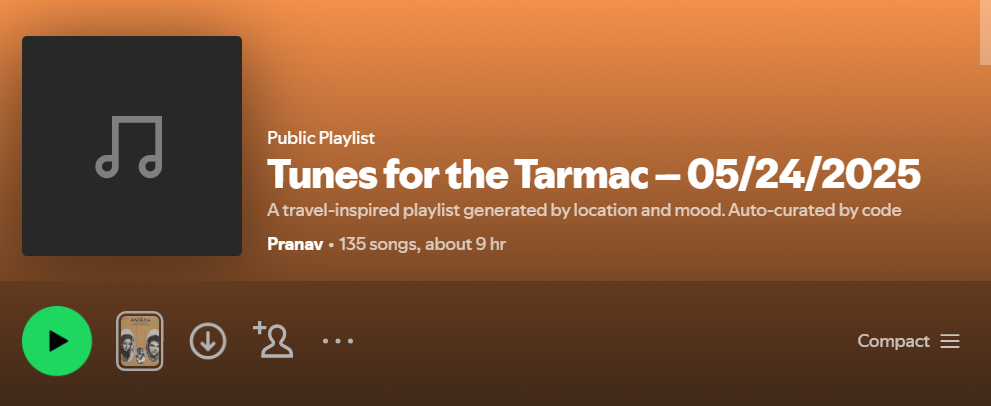 Public Playlist
Tunes for the Tarmac – 05/24/2025
A travel-inspired playlist generated by location and mood. Auto-curated by code
Pranav • 135 songs, about 9 hr
Compact